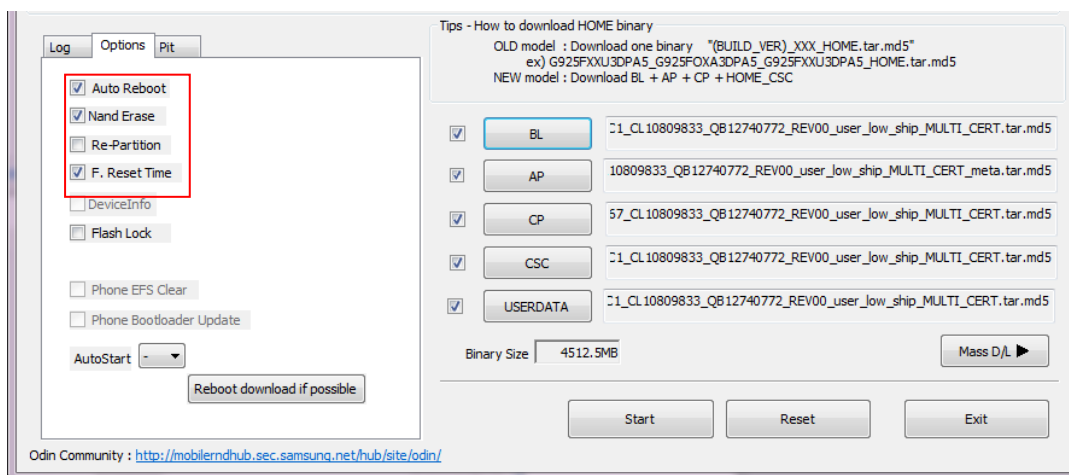 Log Options Pit
Auto Reboot
Nand Erase
Re-Partition
F. Reset Time
DeviceInfo
Flash Lock
Phone EFS Clear
Phone Bootloader Update
AutoStart -
Reboot download if possible
Tips - How to download HOME binary
OLD model : Download one binary "(BUILD_VER)_XXX_HOME.tar.md5"
ex) G925FXXU3DPA5_G925FOXA3DPA5_G925FXXU3DPA5_HOME.tar.md5
NEW model : Download BL + AP + CP + HOME_CSC
BL C1_CL10809833_QB12740772_REV00_user_low_ship_MULTI_CERT.tar.md5
AP 10809833_QB12740772_REV00_user_low_ship_MULTI_CERT_meta.tar.md5
CP 57_CL10809833_QB12740772_REV00_user_low_ship_MULTI_CERT.tar.md5
CSC C1_CL10809833_QB12740772_REV00_user_low_ship_MULTI_CERT.tar.md5
USERDATA C1_CL10809833_QB12740772_REV00_user_low_ship_MULTI_CERT.tar.md5
Binary Size 4512.5MB Mass D/L
Start Reset Exit
Odin Community : http://mobilerndhub.sec.samsung.net/hub/site/odin/